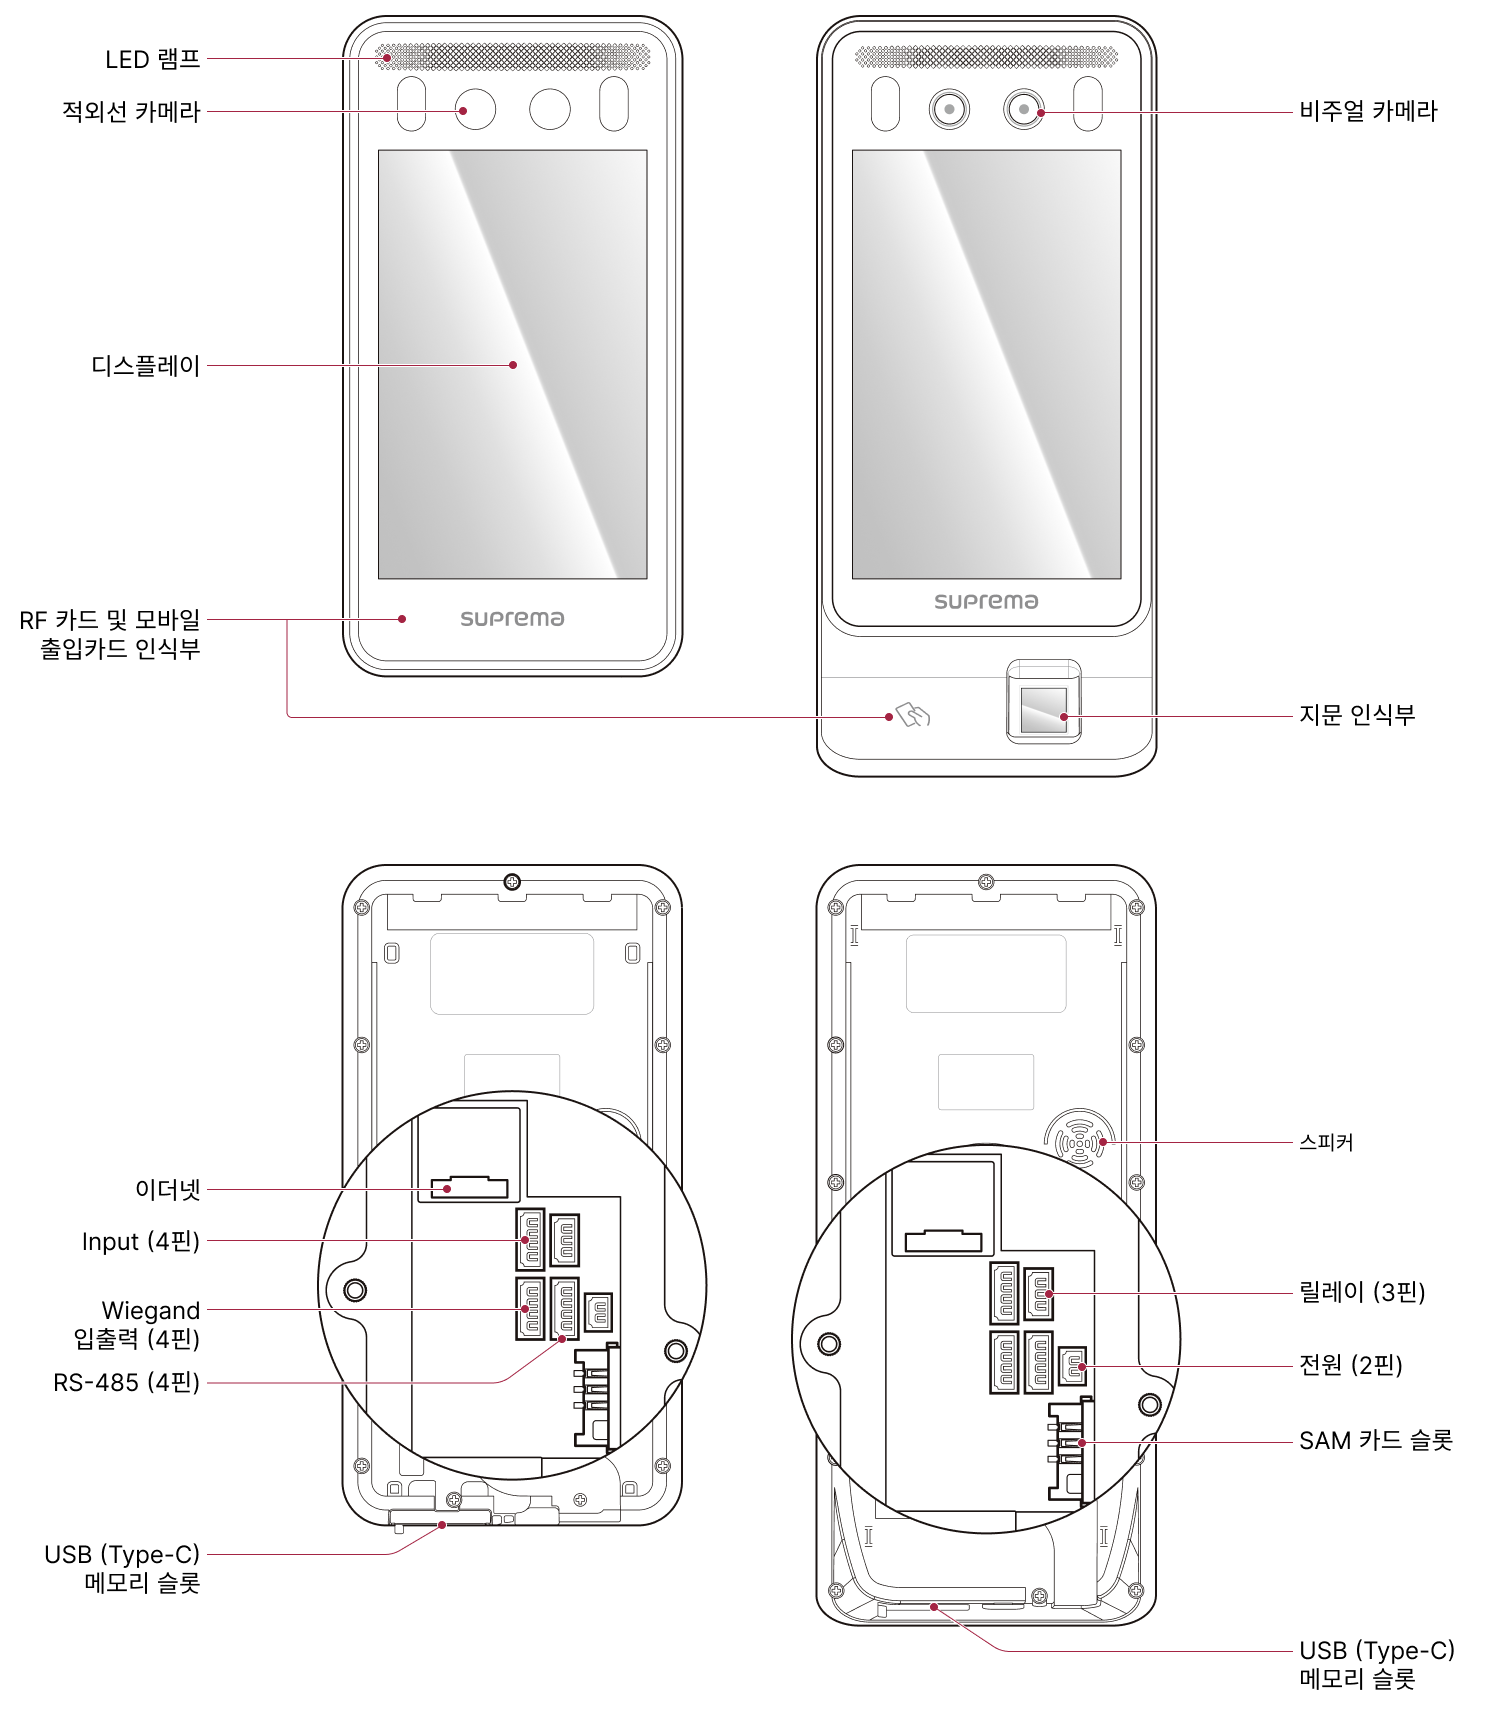 LED 램프
적외선 카메라
비주얼 카메라
디스플레이
suprema
RF 카드 및 모바일
출입카드 인식부
suprema
지문 인식부
이더넷
Input (4핀)
Wiegand
입출력 (4핀)
RS-485 (4핀)
USB (Type-C)
메모리 슬롯
스피커
릴레이 (3핀)
전원 (2핀)
SAM 카드 슬롯
USB (Type-C)
메모리 슬롯